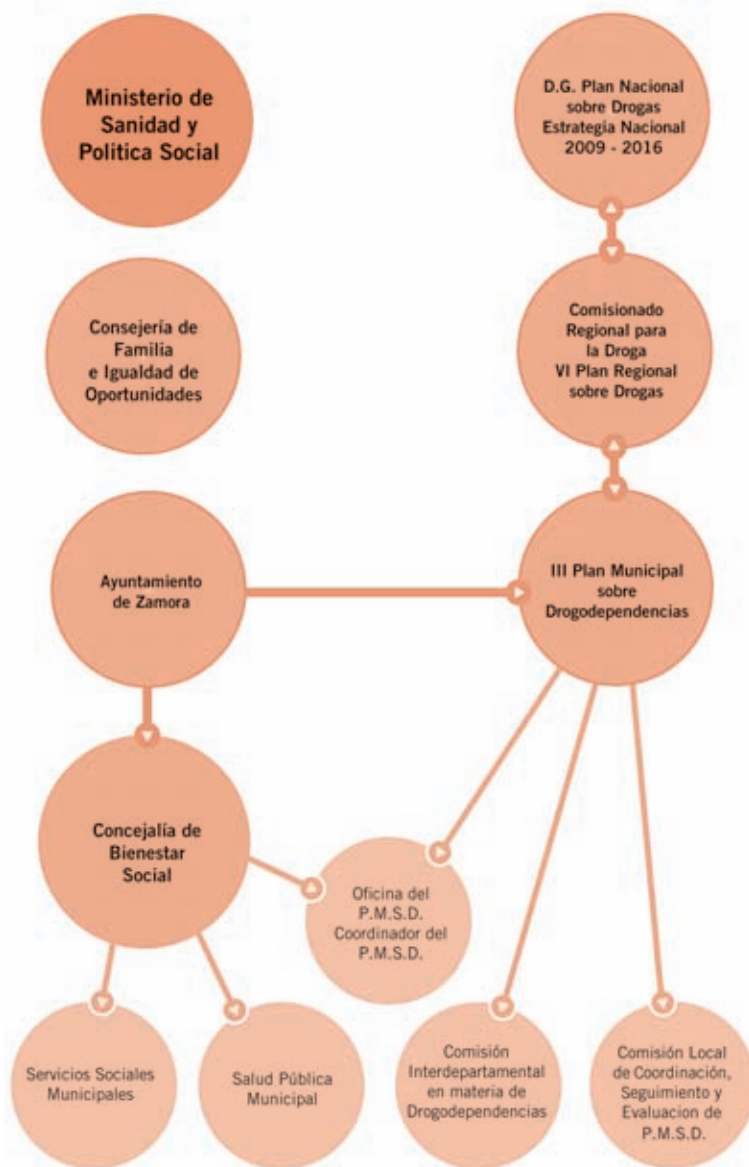 Ministerio de
Sanidad y
Politica Social
D.G. Plan Nacional
sobre Drogas
Estrategia Nacional
2009 - 2016
Consejería de
Familia
e Igualdad de
Oportunidades
Comisionado
Regional para
la Droga
VI Plan Regional
sobre Drogas
Ayuntamiento
de Zamora
III Plan Municipal
sobre
Drogodependencias
Concejalía de
Bienestar
Social
Oficina del
P.M.S.D.
Coordinador del
P.M.S.D.
Servicios Sociales
Municipales
Salud Pública
Municipal
Comisión
Interdepartamental
en materia de
Drogodependencias
Comisión Local
de Coordinación,
Seguimiento y
Evaluacion de
P.M.S.D.